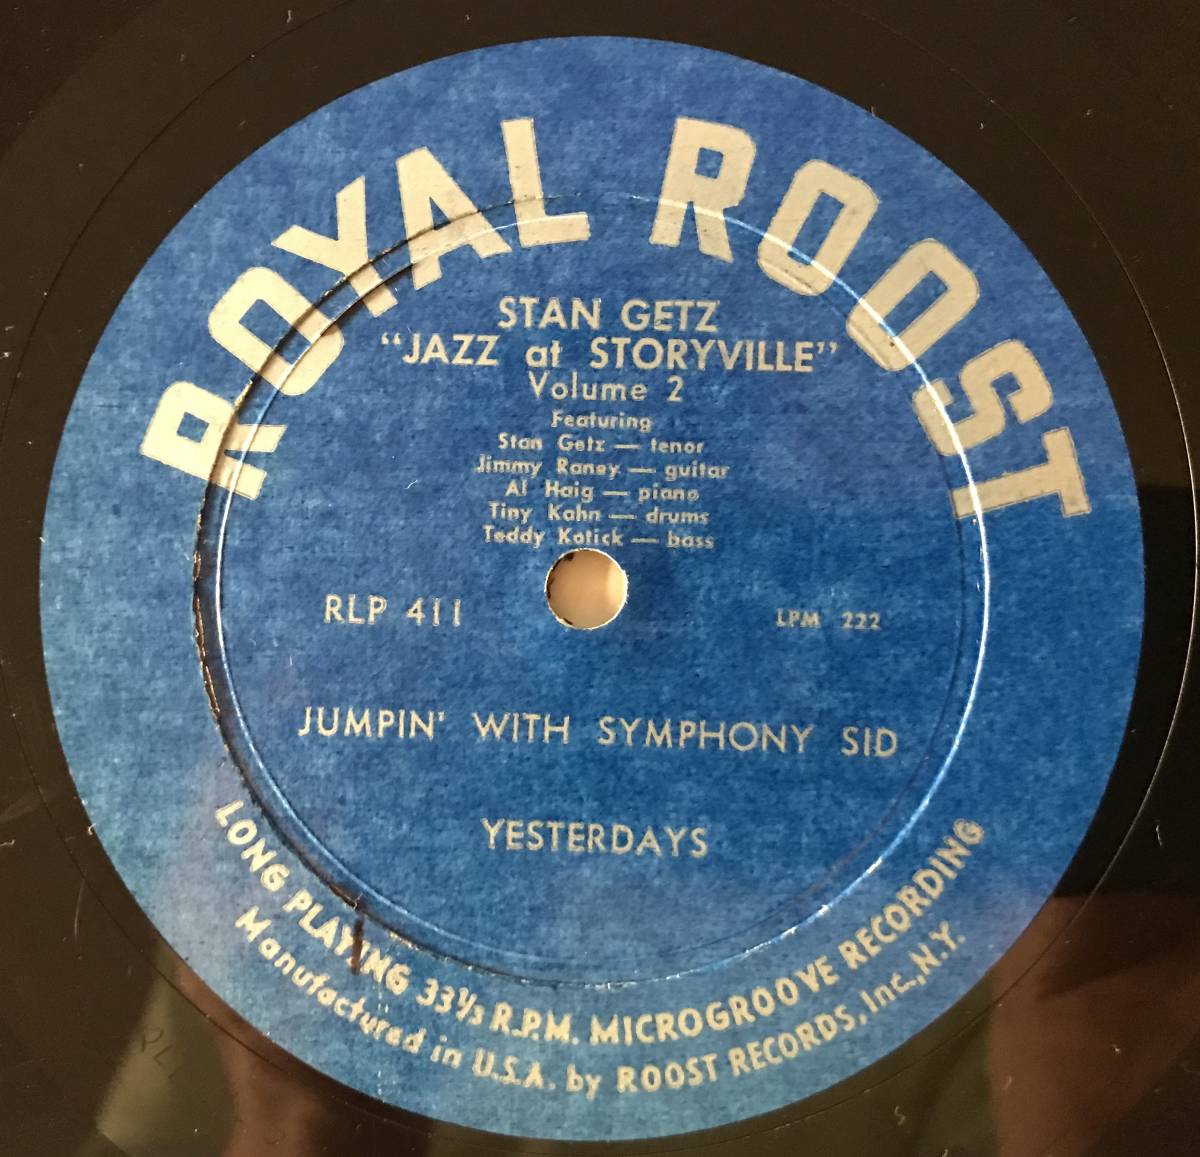 ROYAL ROOST
STAN GETZ
“JAZZ at STORYVILLE”
Volume 2
Featuring
Stan Getz — tenor
Jimmy Raney — guitar
Al Haig — piano
Tiny Kahn — drums
Teddy Kotick — bass
RLP 411
LPM 222
JUMPIN' WITH SYMPHONY SID
YESTERDAYS
LONG PLAYING 33⅓ R.P.M. MICROGROOVE RECORDING
Manufactured in U.S.A. by ROOST RECORDS, Inc., N.Y.